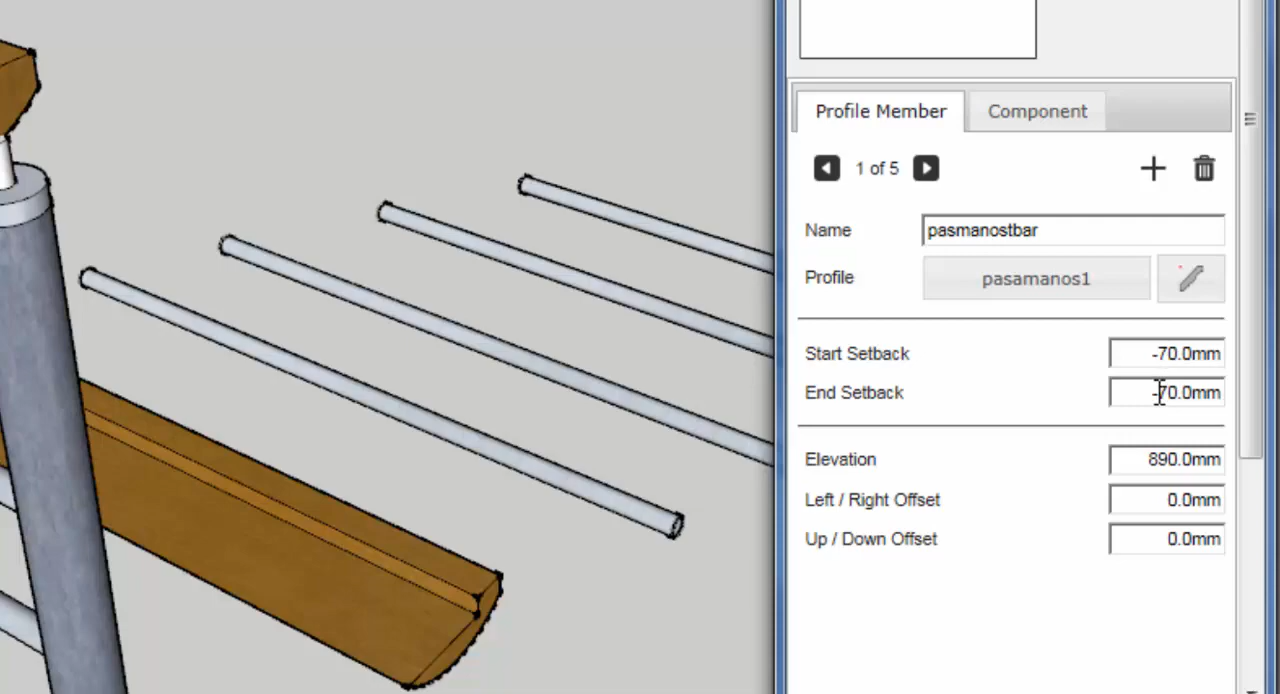 Profile Member Component
1 of 5
Name pasmanostbar
Profile pasamanos1
Start Setback -70.0mm
End Setback -70.0mm
Elevation 890.0mm
Left / Right Offset 0.0mm
Up / Down Offset 0.0mm